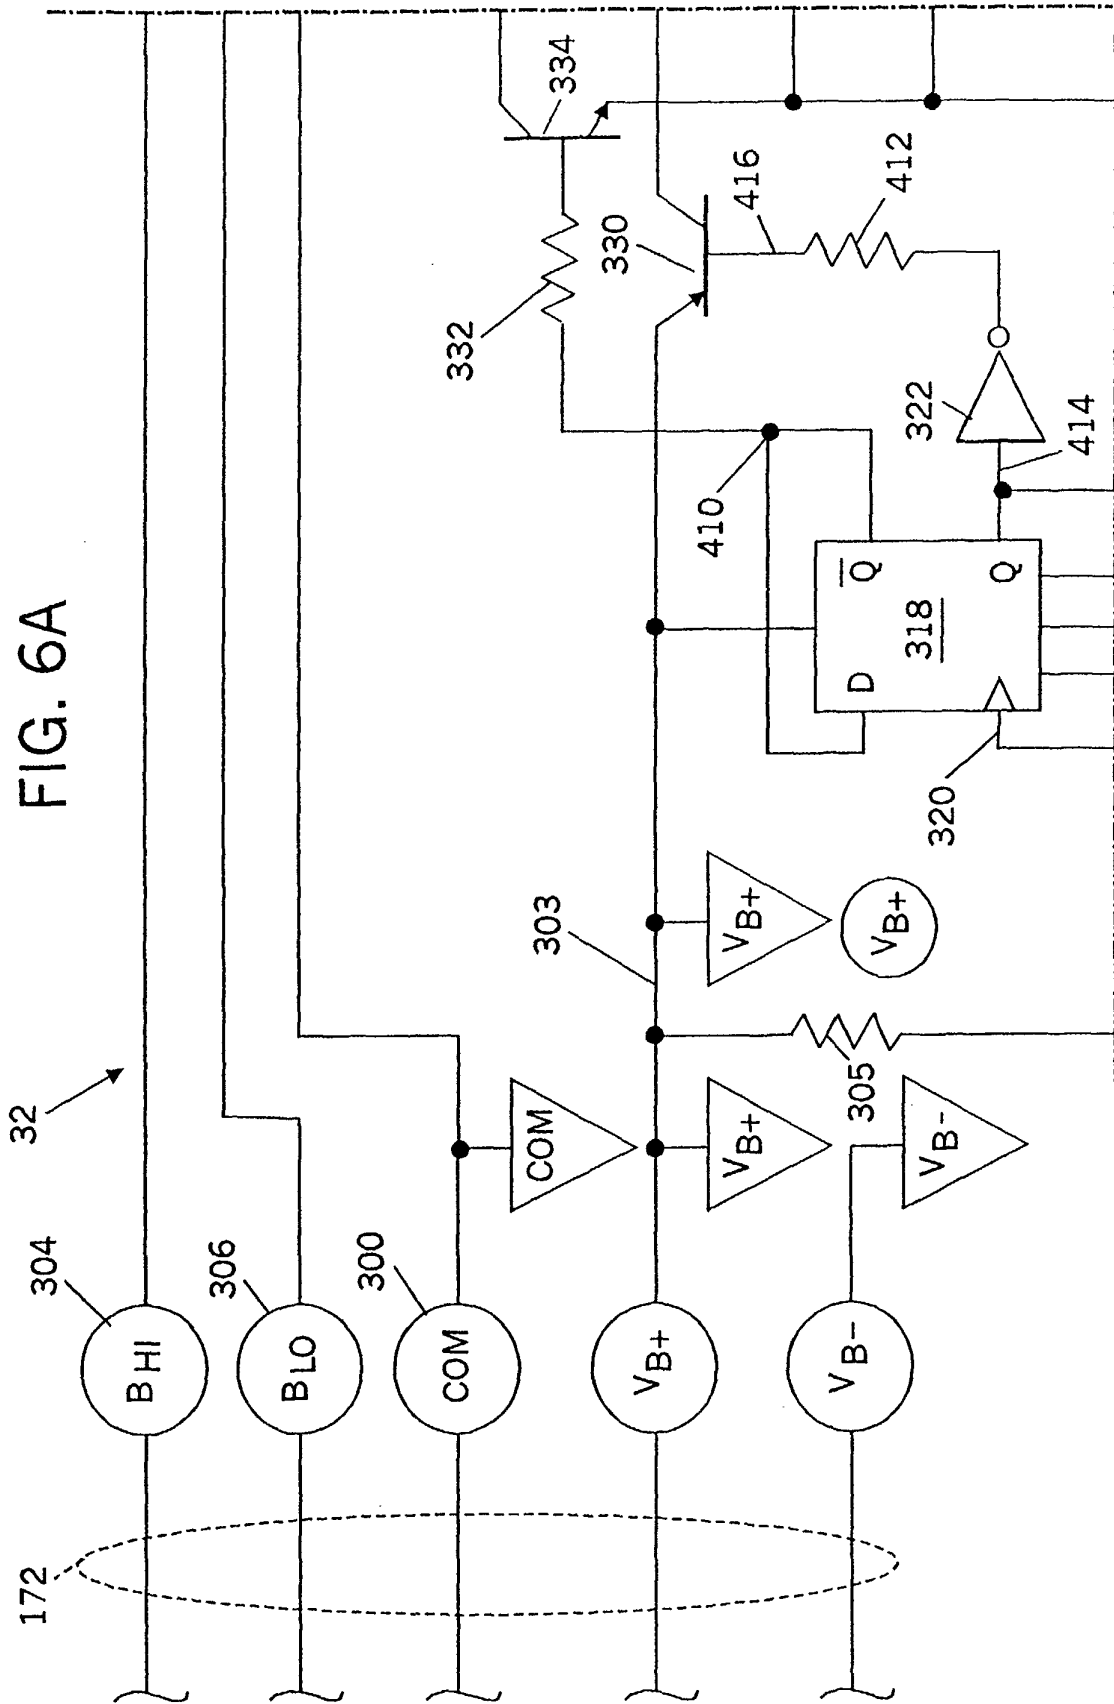 FIG. 6A
32
172
304
B HI
306
B LO
300
COM
COM
V B+
V B+
303
V B+
V B+
305
V B-
V B-
332
334
330
416
412
410
318
D
Q̅
Q
320
322
414